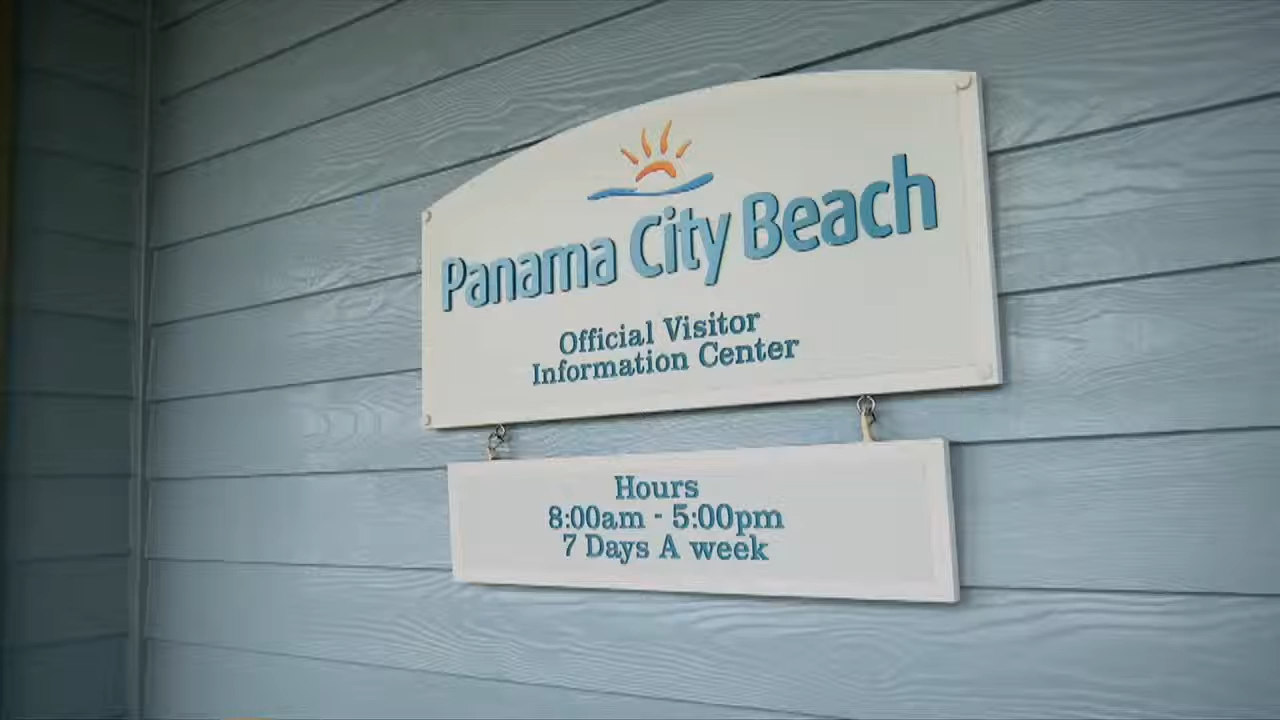 Panama City Beach
Official Visitor
Information Center
Hours
8:00am - 5:00pm
7 Days A week